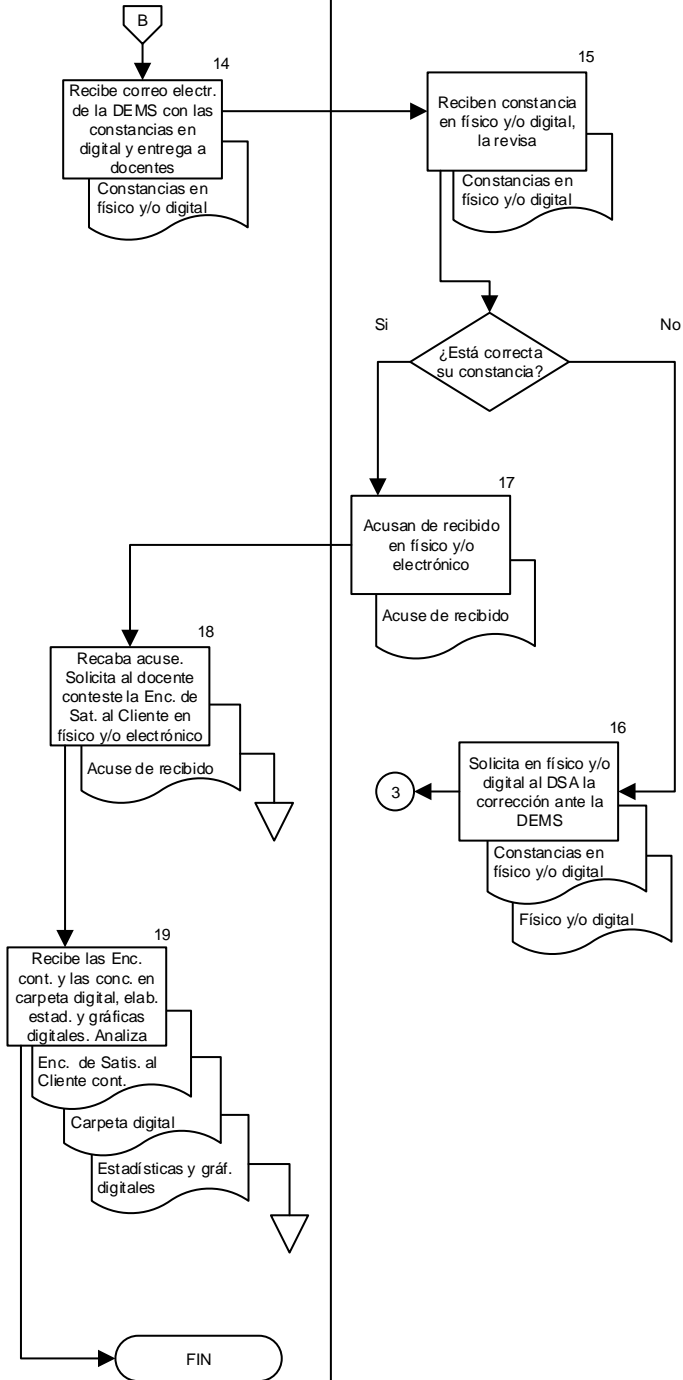 B
14
Recibe correo electr.
de la DEMS con las
constancias en
digital y entrega a
docentes
Constancias en
físico y/o digital
15
Reciben constancia
en físico y/o digital,
la revisa
Constancias en
físico y/o digital
Si
No
¿Está correcta
su constancia?
17
Acusan de recibido
en físico y/o
electrónico
Acuse de recibido
18
Recaba acuse.
Solicita al docente
conteste la Enc. de
Sat. al Cliente en
físico y/o electrónico
Acuse de recibido
16
Solicita en físico y/o
digital al DSA la
corrección ante la
DEMS
3
Constancias en
físico y/o digital
Físico y/o digital
19
Recibe las Enc.
cont. y las conc. en
carpeta digital, elab.
estad. y gráficas
digitales. Analiza
Enc. de Satis. al
Cliente cont.
Carpeta digital
Estadísticas y gráf.
digitales
FIN